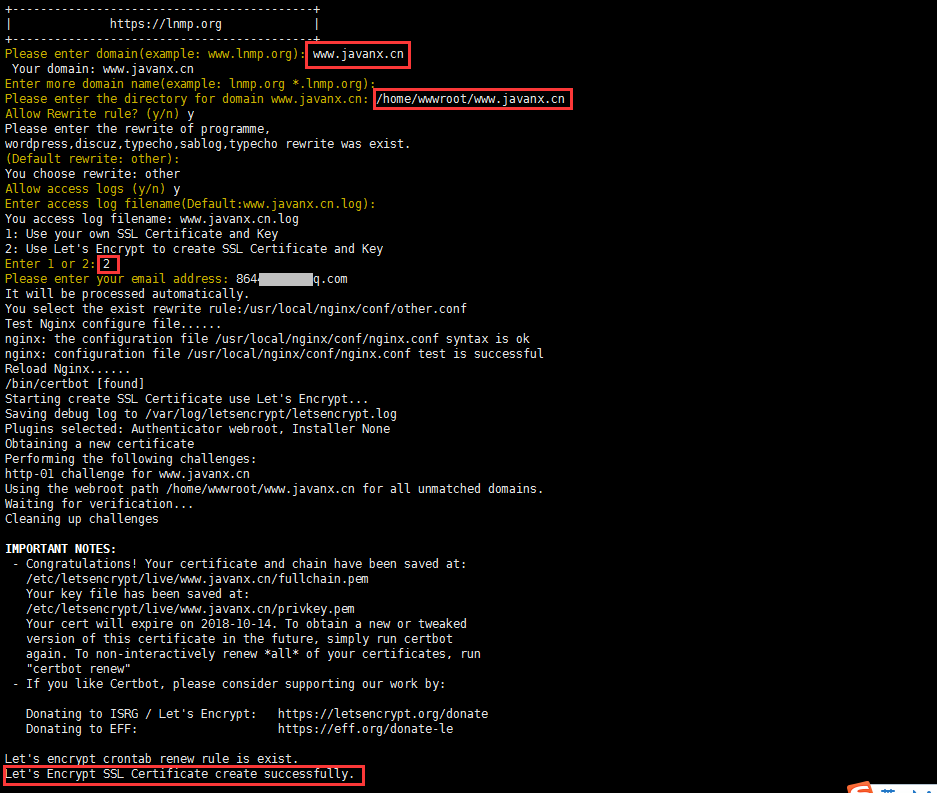 +-------------------------------------------+
|              https://lnmp.org             |
+-------------------------------------------+
Please enter domain(example: www.lnmp.org): www.javanx.cn
 Your domain: www.javanx.cn
Enter more domain name(example: lnmp.org *.lnmp.org):
Please enter the directory for domain www.javanx.cn: /home/wwwroot/www.javanx.cn
Allow Rewrite rule? (y/n) y
Please enter the rewrite of programme,
wordpress,discuz,typecho,sablog,typecho rewrite was exist.
(Default rewrite: other):
You choose rewrite: other
Allow access logs (y/n) y
Enter access log filename(Default:www.javanx.cn.log):
You access log filename: www.javanx.cn.log
1: Use your own SSL Certificate and Key
2: Use Let's Encrypt to create SSL Certificate and Key
Enter 1 or 2: 2
Please enter your email address: 864 q.com
It will be processed automatically.
You select the exist rewrite rule:/usr/local/nginx/conf/other.conf
Test Nginx configure file......
nginx: the configuration file /usr/local/nginx/conf/nginx.conf syntax is ok
nginx: configuration file /usr/local/nginx/conf/nginx.conf test is successful
Reload Nginx......
/bin/certbot [found]
Starting create SSL Certificate use Let's Encrypt...
Saving debug log to /var/log/letsencrypt/letsencrypt.log
Plugins selected: Authenticator webroot, Installer None
Obtaining a new certificate
Performing the following challenges:
http-01 challenge for www.javanx.cn
Using the webroot path /home/wwwroot/www.javanx.cn for all unmatched domains.
Waiting for verification...
Cleaning up challenges
IMPORTANT NOTES:
 - Congratulations! Your certificate and chain have been saved at:
   /etc/letsencrypt/live/www.javanx.cn/fullchain.pem
   Your key file has been saved at:
   /etc/letsencrypt/live/www.javanx.cn/privkey.pem
   Your cert will expire on 2018-10-14. To obtain a new or tweaked
   version of this certificate in the future, simply run certbot
   again. To non-interactively renew *all* of your certificates, run
   "certbot renew"
 - If you like Certbot, please consider supporting our work by:
   Donating to ISRG / Let's Encrypt:   https://letsencrypt.org/donate
   Donating to EFF:                    https://eff.org/donate-le
Let's encrypt crontab renew rule is exist.
Let's Encrypt SSL Certificate create successfully.